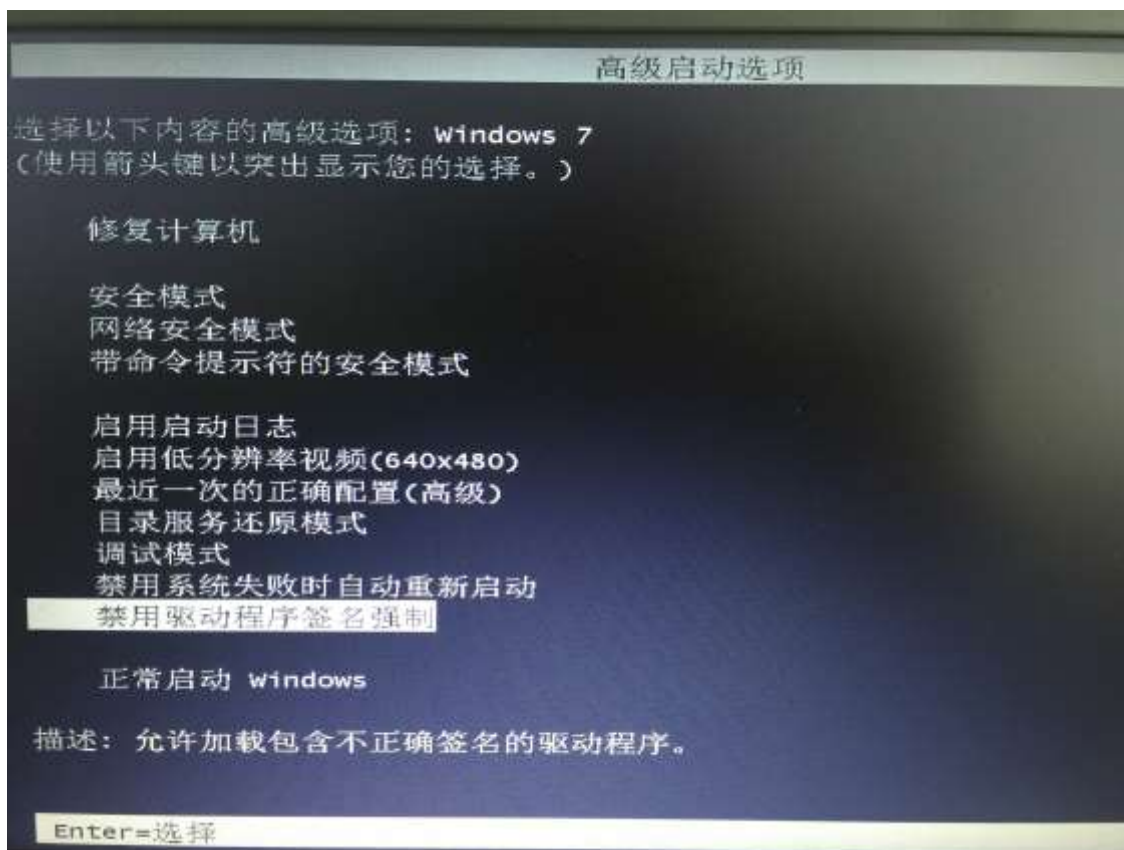 高级启动选项
选择以下内容的高级选项: Windows 7
(使用箭头键以突出显示您的选择。)
修复计算机
安全模式
网络安全模式
带命令提示符的安全模式
启用启动日志
启用低分辨率视频(640x480)
最近一次的正确配置(高级)
目录服务还原模式
调试模式
禁用系统失败时自动重新启动
禁用驱动程序签名强制
正常启动 Windows
描述: 允许加载包含不正确签名的驱动程序。
Enter=选择